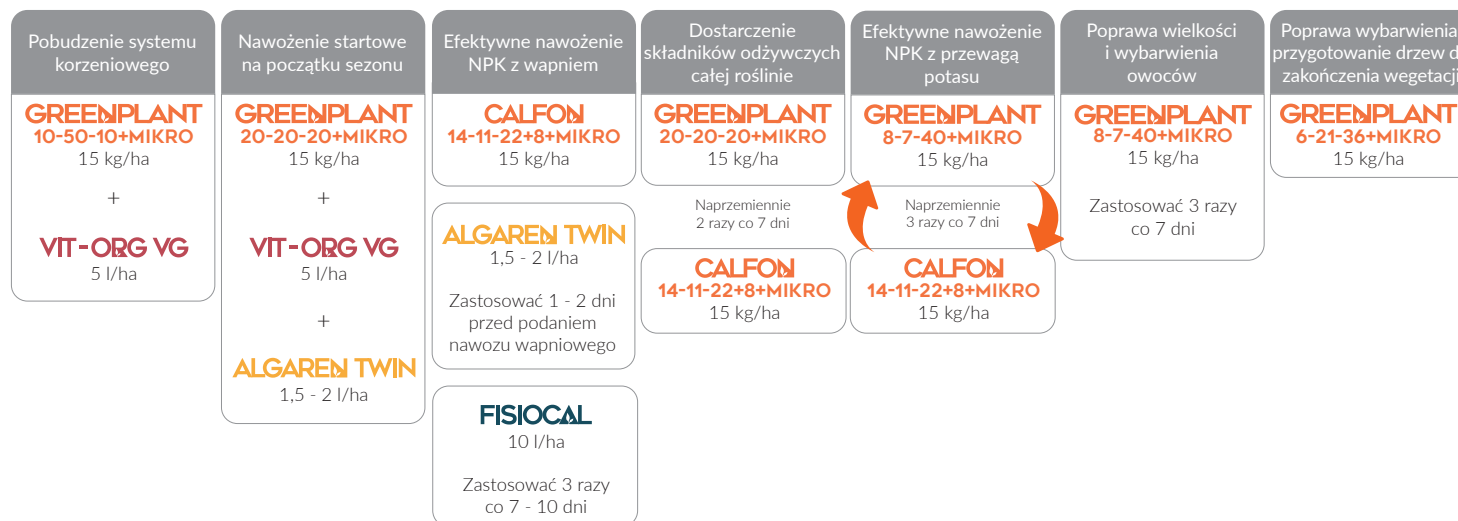 Pobudzenie systemu
korzeniowego
GREENPLANT
10-50-10+MIKRO
15 kg/ha
+
VIT-ORG VG
5 l/ha
Nawożenie startowe
na początku sezonu
GREENPLANT
20-20-20+MIKRO
15 kg/ha
+
VIT-ORG VG
5 l/ha
+
ALGAREN TWIN
1,5 - 2 l/ha
Efektywne nawożenie
NPK z wapniem
CALFON
14-11-22+8+MIKRO
15 kg/ha
ALGAREN TWIN
1,5 - 2 l/ha
Zastosować 1 - 2 dni
przed podaniem
nawozu wapniowego
FISIOCAL
10 l/ha
Zastosować 3 razy
co 7 - 10 dni
Dostarczenie
składników odżywczych
całej roślinie
GREENPLANT
20-20-20+MIKRO
15 kg/ha
Naprzemiennie
2 razy co 7 dni
CALFON
14-11-22+8+MIKRO
15 kg/ha
Efektywne nawożenie
NPK z przewagą
potasu
GREENPLANT
8-7-40+MIKRO
15 kg/ha
Naprzemiennie
3 razy co 7 dni
CALFON
14-11-22+8+MIKRO
15 kg/ha
Poprawa wielkości
i wybarwienia
owoców
GREENPLANT
8-7-40+MIKRO
15 kg/ha
Zastosować 3 razy
co 7 dni
Poprawa wybarwienia
przygotowanie drzew
zakończenia wegetacji
GREENPLANT
6-21-36+MIKRO
15 kg/ha